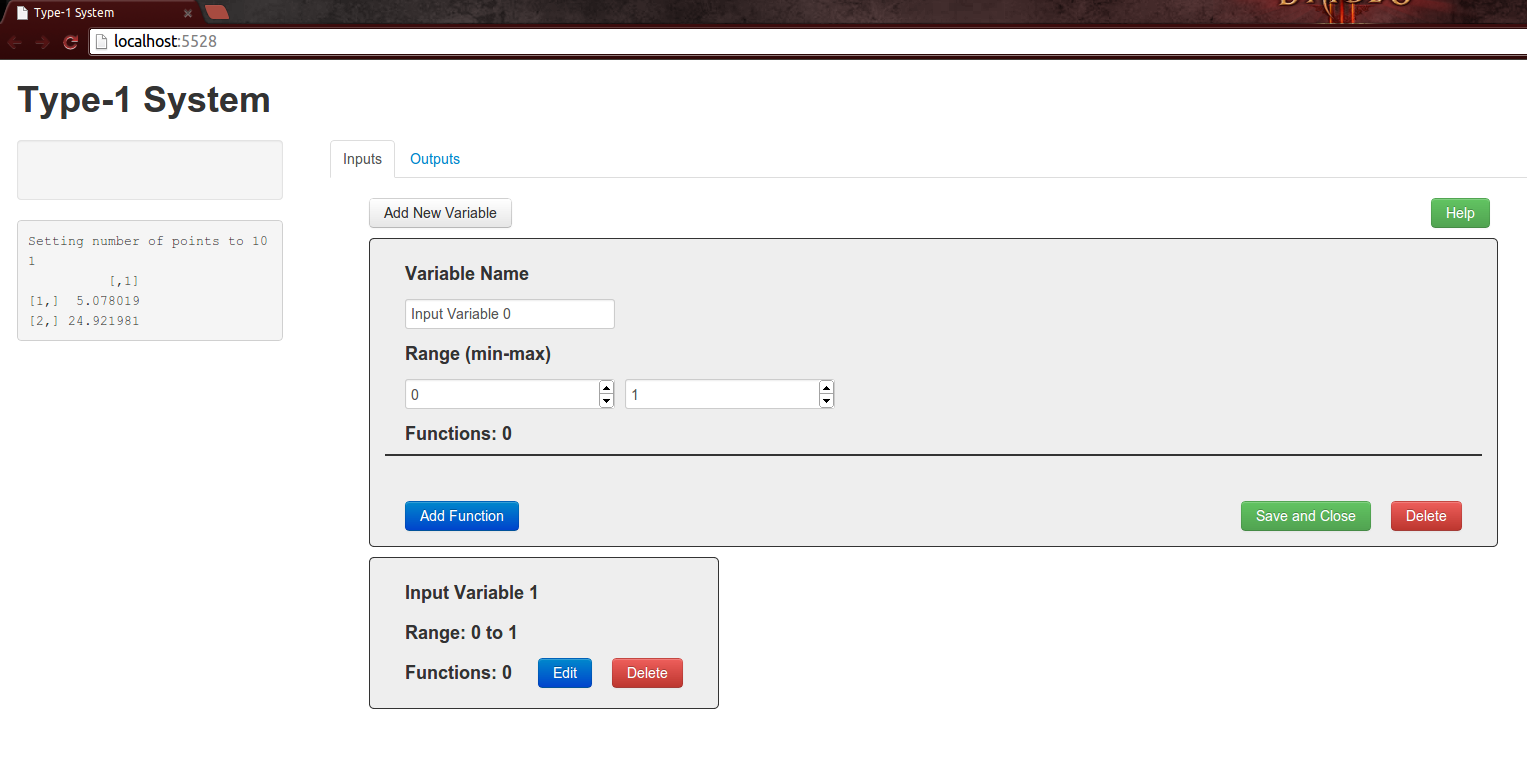 Type-1 System
localhost:5528
Type-1 System
Setting number of points to 10
1
[,1]
[1,] 5.078019
[2,] 24.921981
Inputs Outputs
Add New Variable Help
Variable Name
Input Variable 0
Range (min-max)
0 1
Functions: 0
Add Function Save and Close Delete
Input Variable 1
Range: 0 to 1
Functions: 0 Edit Delete